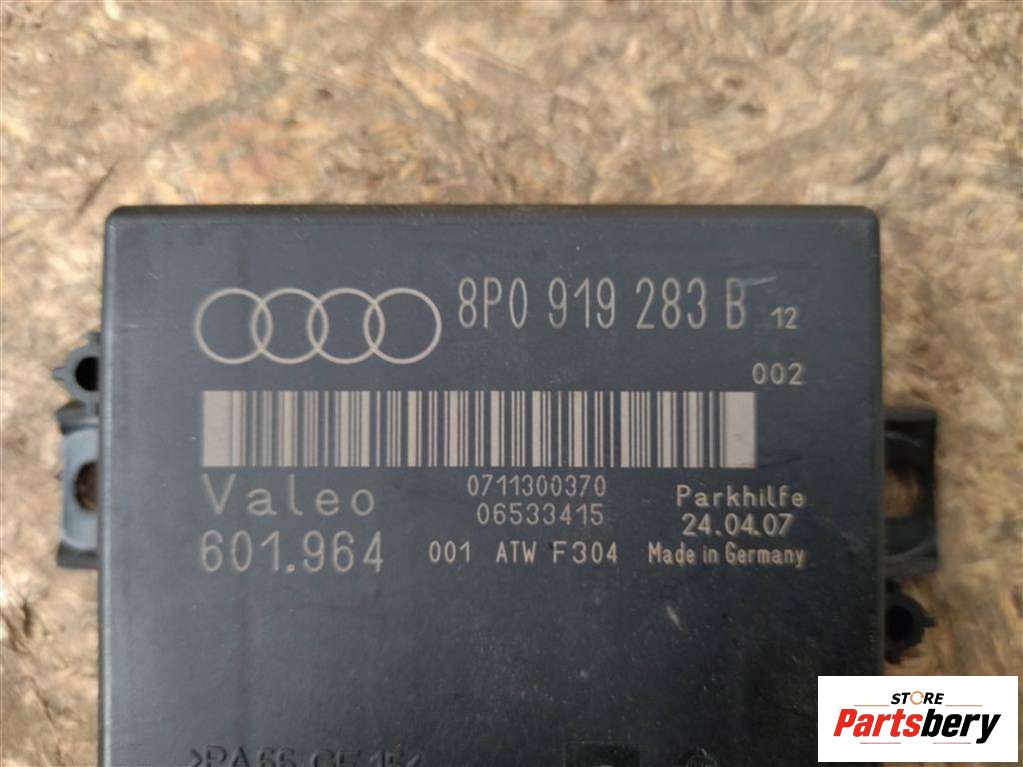 8P0 919 283 B 12
002
Valeo
0711300370
06533415
Parkhilfe
24.04.07
601.964
001 ATW F304
Made in Germany
STORE
Partsbery